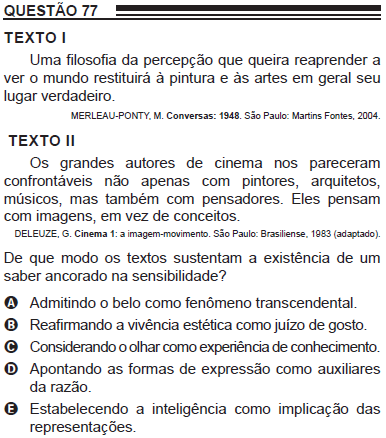 QUESTÃO 77
TEXTO I
Uma filosofia da percepção que queira reaprender a
ver o mundo restituirá à pintura e às artes em geral seu
lugar verdadeiro.
MERLEAU-PONTY, M. Conversas: 1948. São Paulo: Martins Fontes, 2004.
TEXTO II
Os grandes autores de cinema nos pareceram
confrontáveis não apenas com pintores, arquitetos,
músicos, mas também com pensadores. Eles pensam
com imagens, em vez de conceitos.
DELEUZE, G. Cinema 1: a imagem-movimento. São Paulo: Brasiliense, 1983 (adaptado).
De que modo os textos sustentam a existência de um
saber ancorado na sensibilidade?
A Admitindo o belo como fenômeno transcendental.
B Reafirmando a vivência estética como juízo de gosto.
C Considerando o olhar como experiência de conhecimento.
D Apontando as formas de expressão como auxiliares
da razão.
E Estabelecendo a inteligência como implicação das
representações.